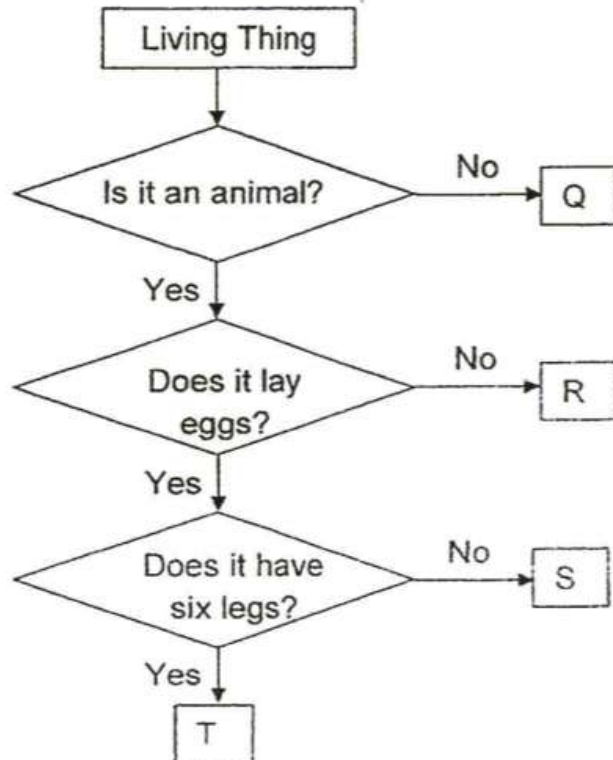 Living Thing
Is it an animal?
No
Q
Yes
Does it lay
eggs?
No
R
Yes
Does it have
six legs?
No
S
Yes
T